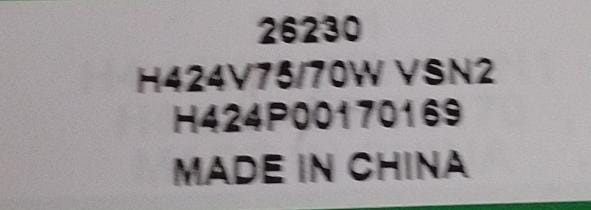 26230
H424V75/70W VSN2
H424P00170169
MADE IN CHINA